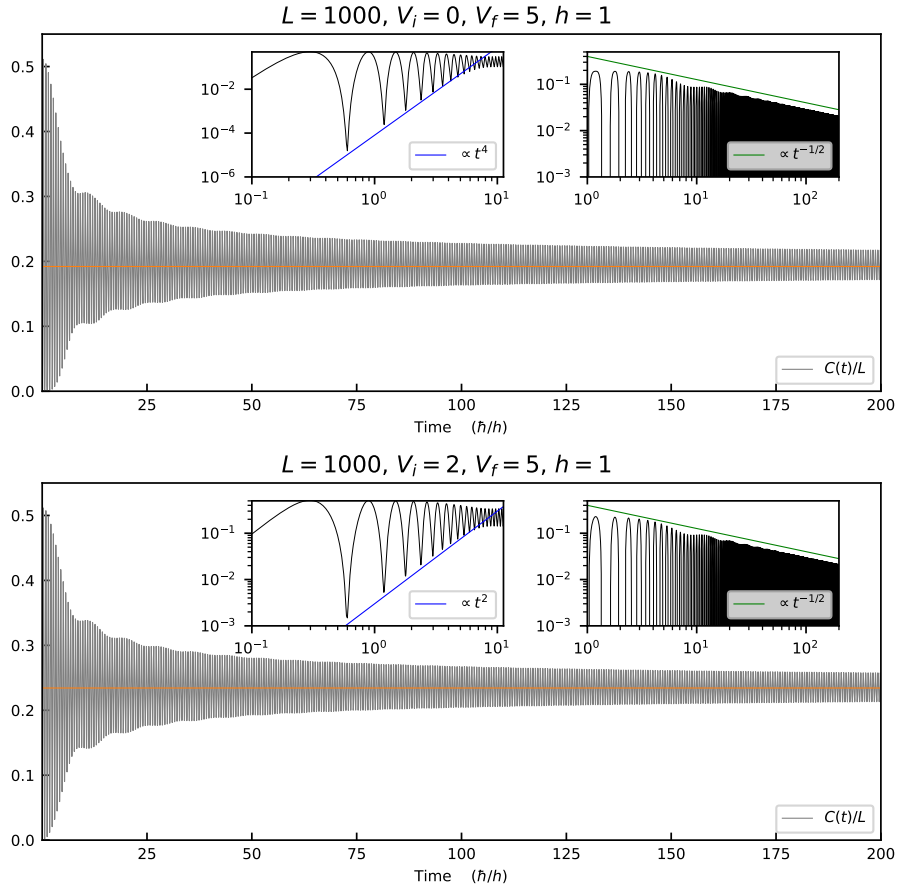 L = 1000, V_i = 0, V_f = 5, h = 1
0.5
0.4
0.3
0.2
0.1
0.0
10^{-2}
10^{-4}
10^{-6}
10^{-1} 10^0 10^1
∝ t^4
10^{-1}
10^{-2}
10^{-3}
10^0 10^1 10^2
∝ t^{-1/2}
C(t)/L
25 50 75 100 125 150 175 200
Time (ħ/h)
L = 1000, V_i = 2, V_f = 5, h = 1
0.5
0.4
0.3
0.2
0.1
0.0
10^{-1}
10^{-2}
10^{-3}
10^{-1} 10^0 10^1
∝ t^2
10^{-1}
10^{-2}
10^{-3}
10^0 10^1 10^2
∝ t^{-1/2}
C(t)/L
25 50 75 100 125 150 175 200
Time (ħ/h)